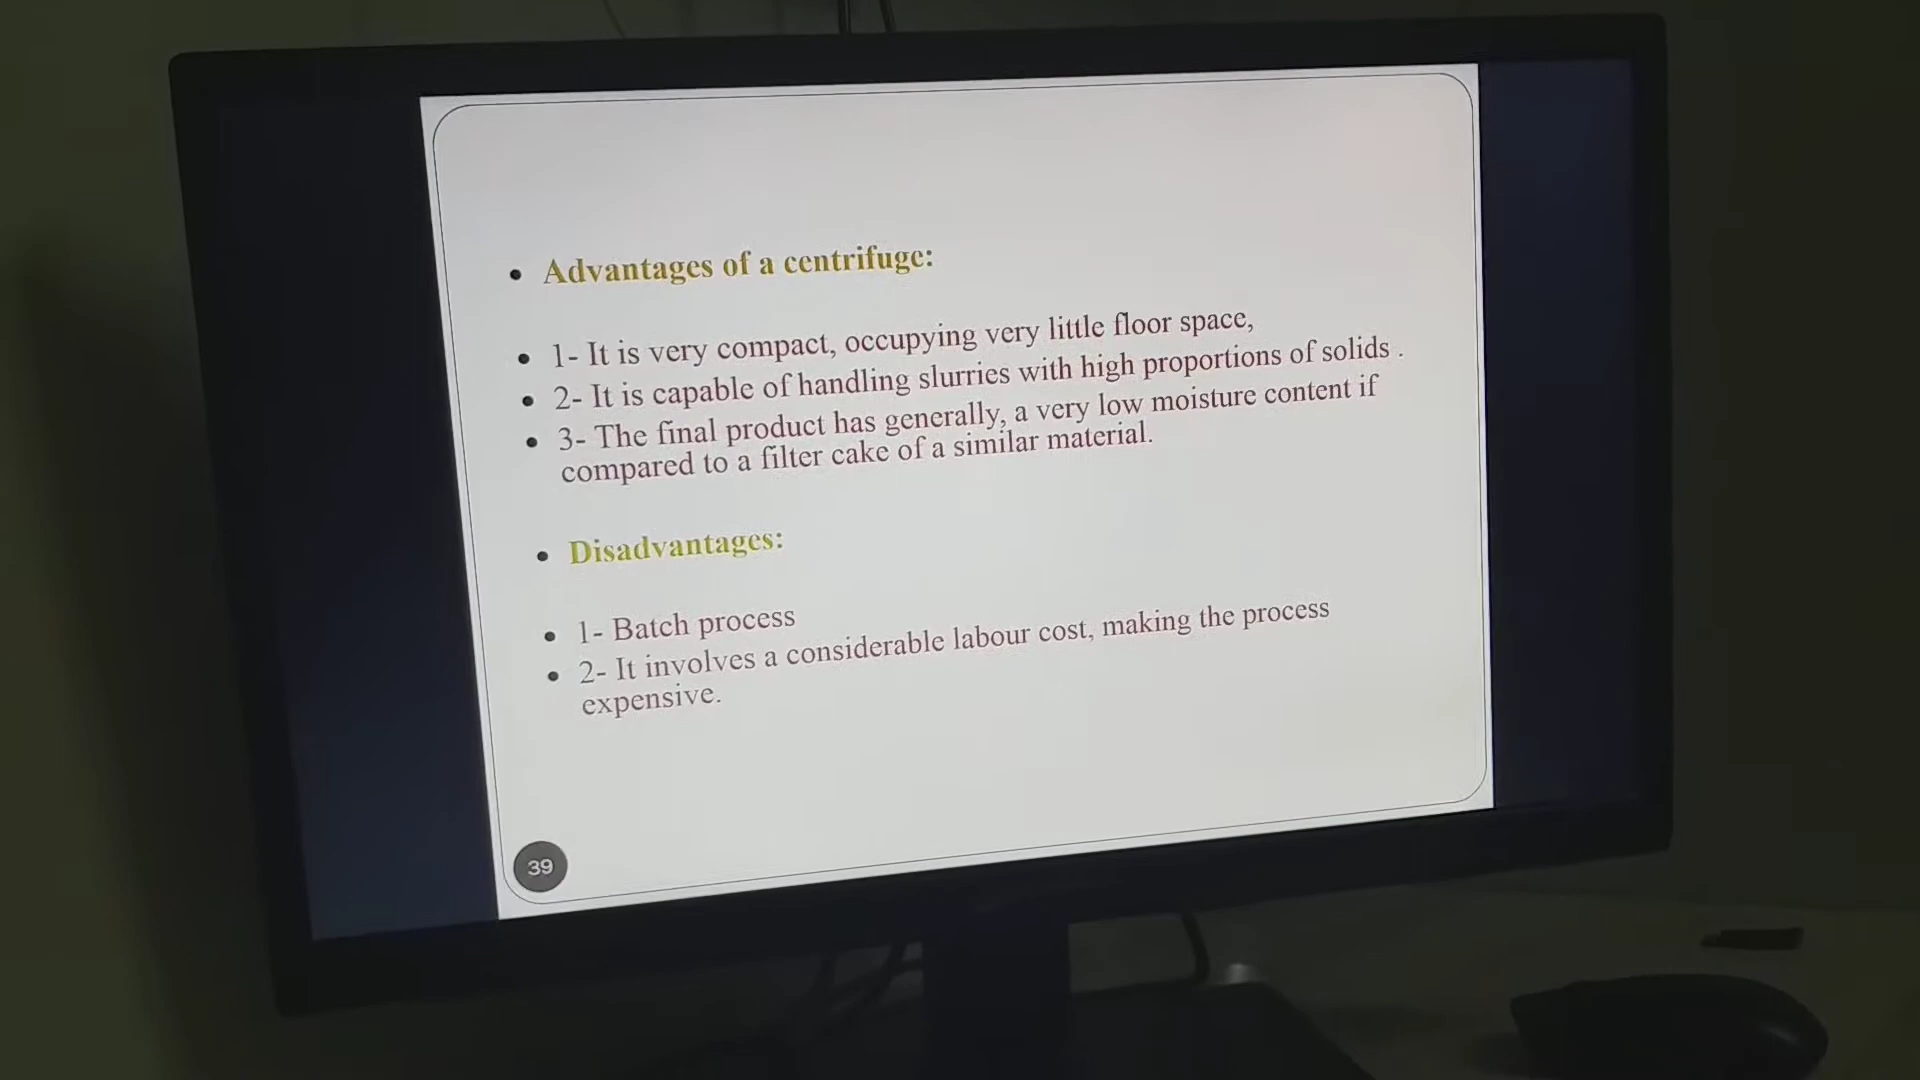 • Advantages of a centrifuge:
• 1- It is very compact, occupying very little floor space,
• 2- It is capable of handling slurries with high proportions of solids .
• 3- The final product has generally, a very low moisture content if
compared to a filter cake of a similar material.
• Disadvantages:
• 1- Batch process
• 2- It involves a considerable labour cost, making the process
expensive.
39